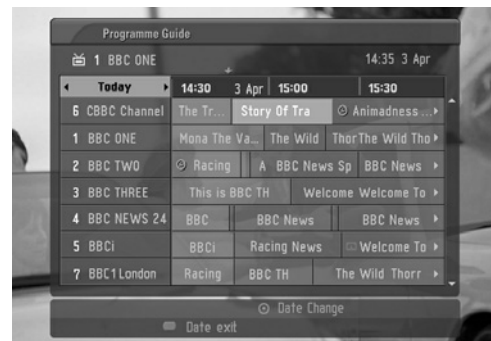 Programme Guide
1 BBC ONE 14:35 3 Apr
Today 14:30 3 Apr 15:00 15:30
6 CBBC Channel The Tr... Story Of Tra Animadness ...
1 BBC ONE Mona The Va... The Wild ThorThe Wild Tho
2 BBC TWO Racing A BBC News Sp BBC News
3 BBC THREE This is BBC TH Welcome Welcome To
4 BBC NEWS 24 BBC BBC News BBC News
5 BBCi BBCi Racing News Welcome To
7 BBC1London Racing BBC TH The Wild Thorr
Date Change
Date exit